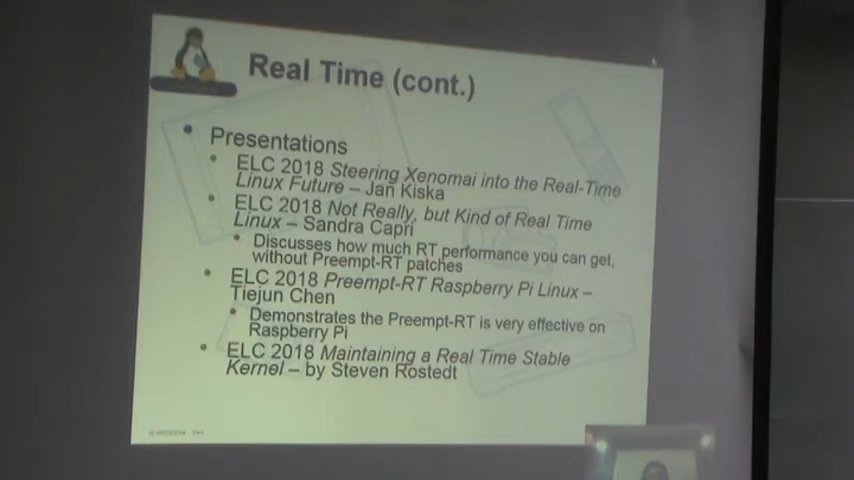 Real Time (cont.)
• Presentations
• ELC 2018 Steering Xenomai into the Real-Time
Linux Future – Jan Kiska
• ELC 2018 Not Really, but Kind of Real Time
Linux – Sandra Capri
• Discusses how much RT performance you can get,
without Preempt-RT patches
• ELC 2018 Preempt-RT Raspberry Pi Linux –
Tiejun Chen
• Demonstrates the Preempt-RT is very effective on
Raspberry Pi
• ELC 2018 Maintaining a Real Time Stable
Kernel – by Steven Rostedt